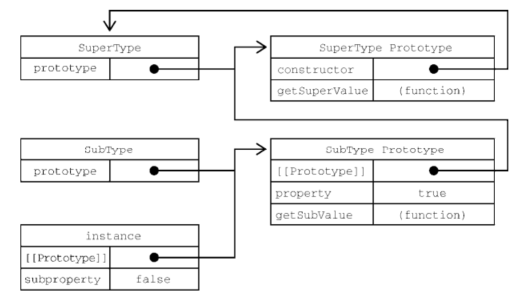 SuperType
prototype
SuperType Prototype
constructor
getSuperValue (function)
SubType
prototype
SubType Prototype
[[Prototype]]
property true
getSubValue (function)
instance
[[Prototype]]
subproperty false